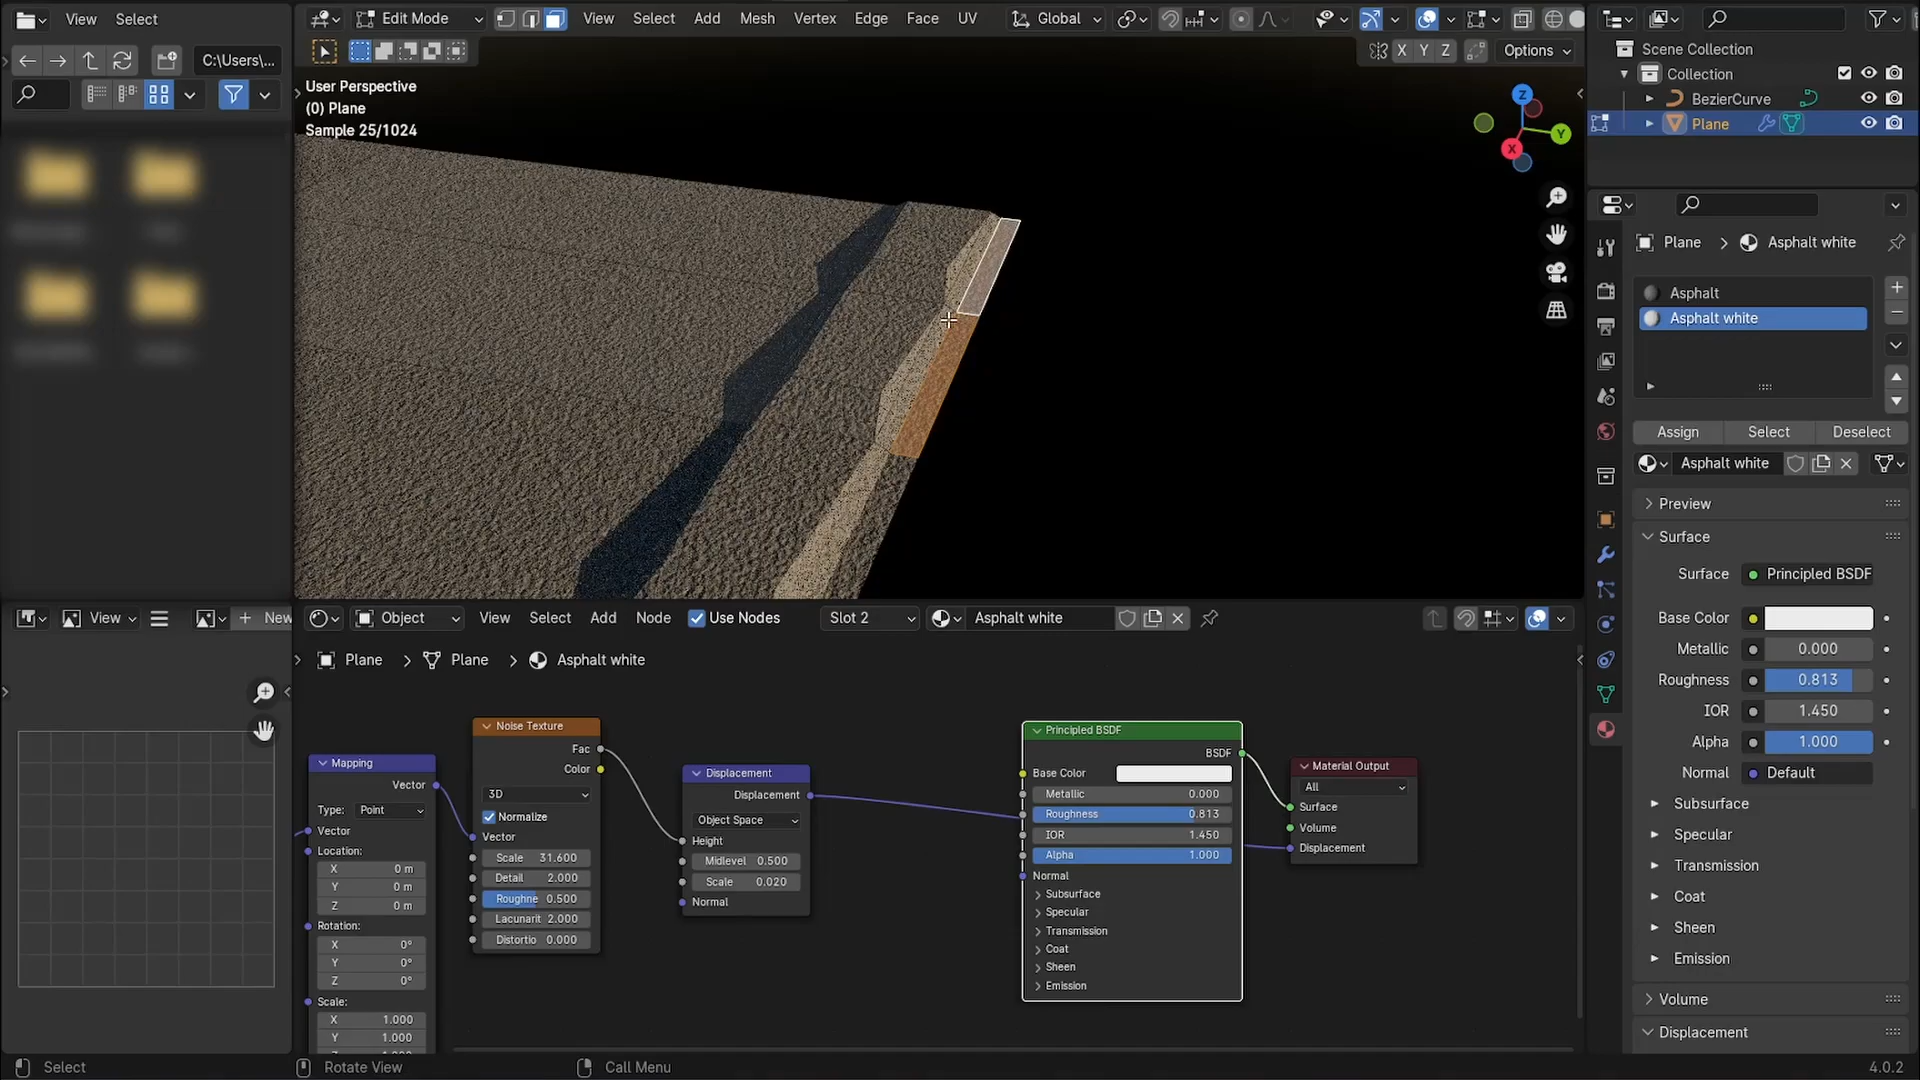 View Select
Edit Mode View Select Add Mesh Vertex Edge Face UV Global
C:\Users\...
X Y Z Options
User Perspective
(0) Plane
Sample 25/1024
Z
Y
X
Scene Collection
Collection
BezierCurve
Plane
Plane Asphalt white
Asphalt
Asphalt white
Assign Select Deselect
Asphalt white
Preview
Surface
Surface Principled BSDF
Base Color
Metallic 0.000
Roughness 0.813
IOR 1.450
Alpha 1.000
Normal Default
Subsurface
Specular
Transmission
Coat
Sheen
Emission
Volume
Displacement
View New
Object View Select Add Node Use Nodes Slot 2 Asphalt white
Plane Plane Asphalt white
Mapping
Vector
Type: Point
Vector
Location:
X 0 m
Y 0 m
Z 0 m
Rotation:
X 0°
Y 0°
Z 0°
Scale:
X 1.000
Y 1.000
Noise Texture
Fac
Color
3D
Normalize
Vector
Scale 31.600
Detail 2.000
Roughne 0.500
Lacunarit 2.000
Distortio 0.000
Displacement
Displacement
Object Space
Height
Midlevel 0.500
Scale 0.020
Normal
Principled BSDF
BSDF
Base Color
Metallic 0.000
Roughness 0.813
IOR 1.450
Alpha 1.000
Normal
Subsurface
Specular
Transmission
Coat
Sheen
Emission
Material Output
All
Surface
Volume
Displacement
Select Rotate View Call Menu 4.0.2